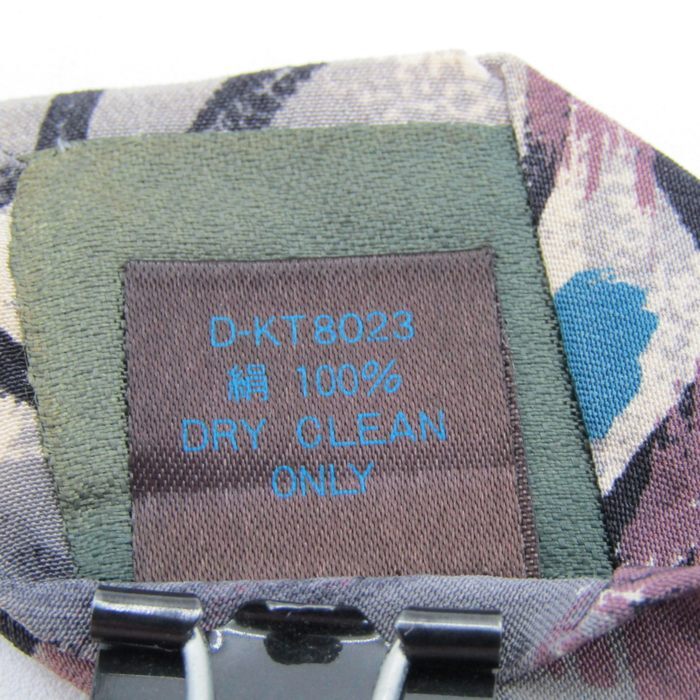 D-KT8023
絹 100%
DRY CLEAN
ONLY